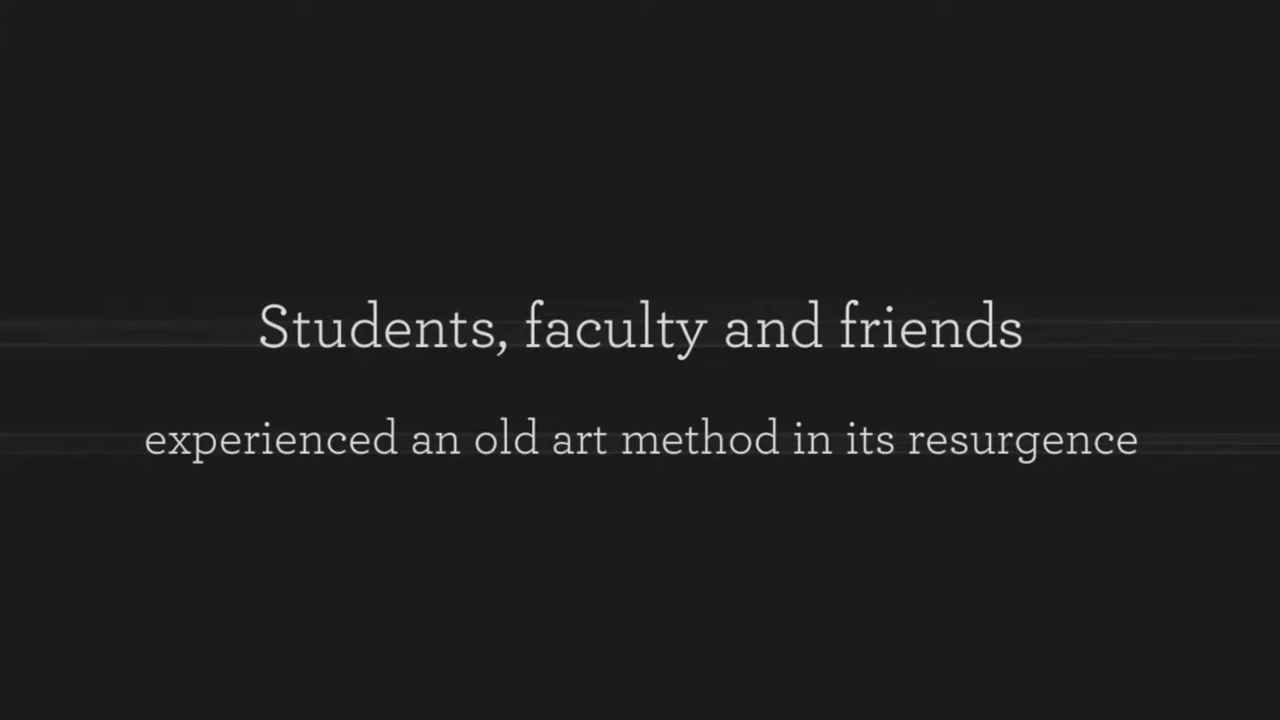 Students, faculty and friends
experienced an old art method in its resurgence